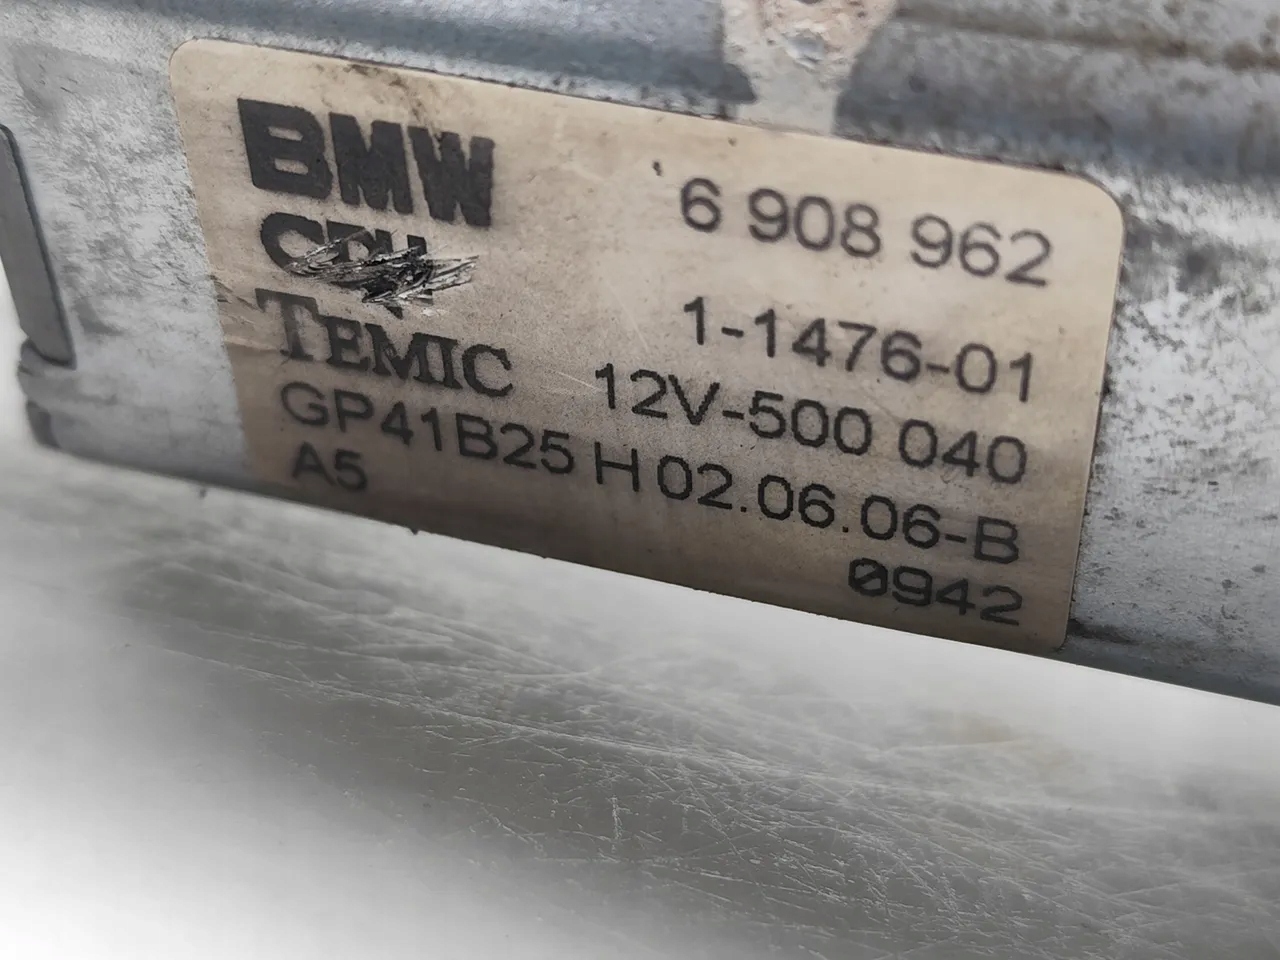 BMW 6 908 962
1-1476-01
TEMIC 12V-500 040
GP41B25 H 02.06.06-B
A5 0942